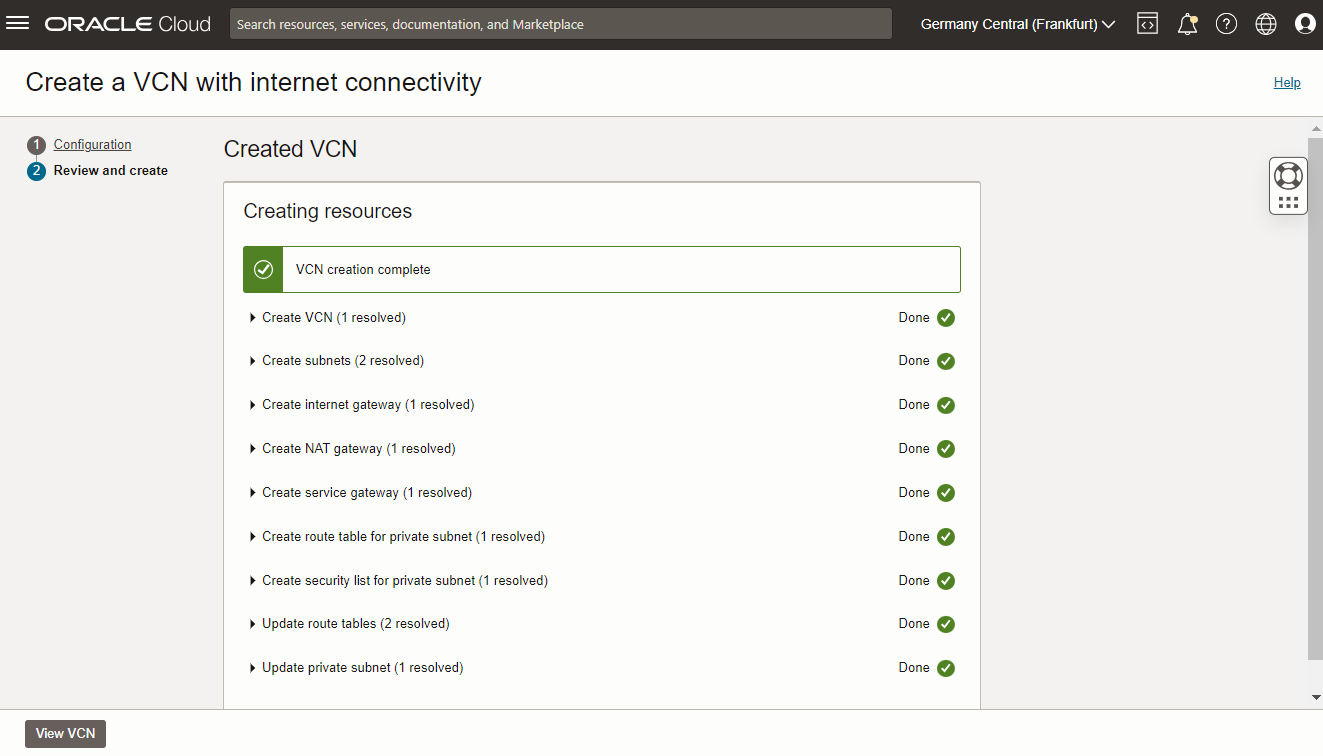 ORACLE Cloud
Search resources, services, documentation, and Marketplace
Germany Central (Frankfurt)
Create a VCN with internet connectivity
Help
1 Configuration
2 Review and create
Created VCN
Creating resources
VCN creation complete
Create VCN (1 resolved) Done
Create subnets (2 resolved) Done
Create internet gateway (1 resolved) Done
Create NAT gateway (1 resolved) Done
Create service gateway (1 resolved) Done
Create route table for private subnet (1 resolved) Done
Create security list for private subnet (1 resolved) Done
Update route tables (2 resolved) Done
Update private subnet (1 resolved) Done
View VCN